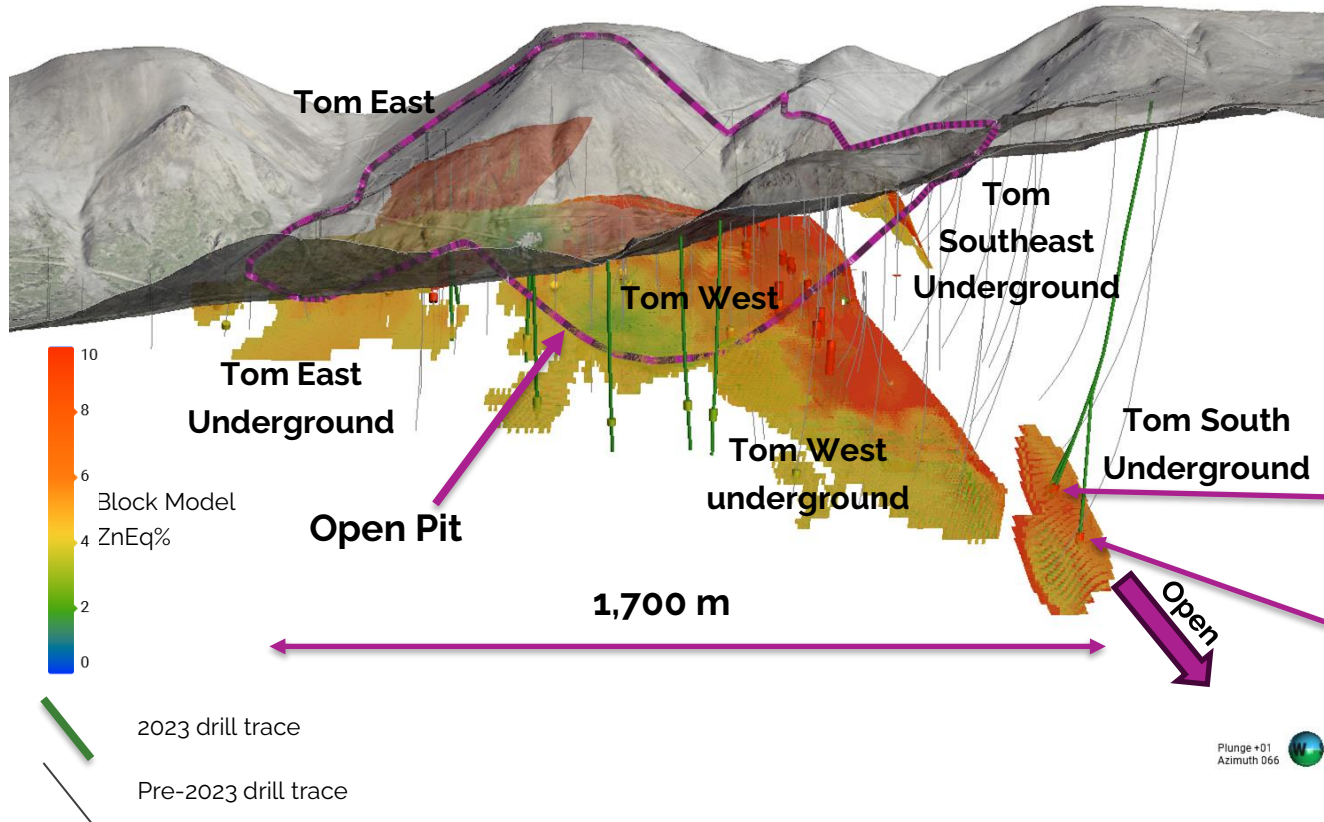 Tom East
Tom
Southeast
Underground
Tom West
Tom East
Underground
Tom South
Underground
Tom West
underground
Open Pit
1,700 m
Open
10
8
6
4
2
0
Block Model
ZnEq%
2023 drill trace
Pre-2023 drill trace
Plunge +01
Azimuth 066
W